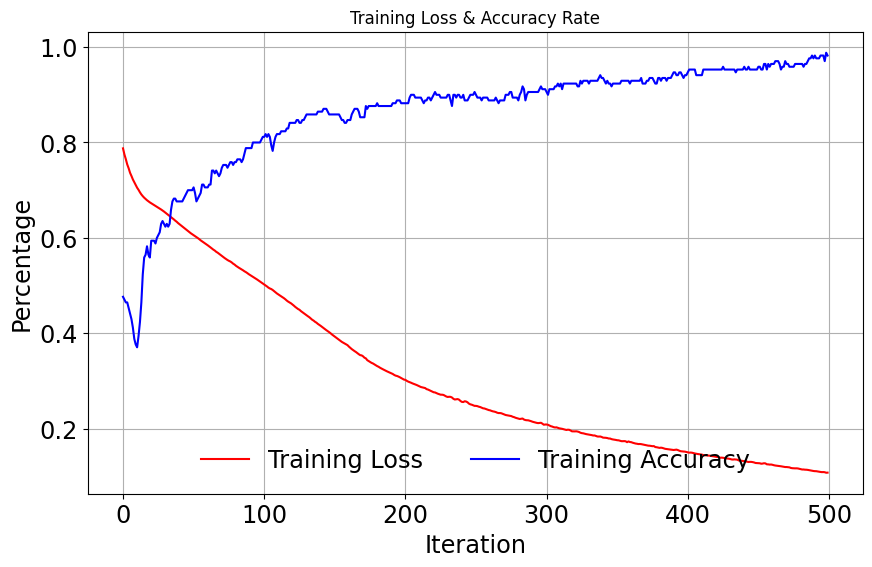 Training Loss & Accuracy Rate
1.0
0.8
0.6
0.4
0.2
Percentage
Training Loss Training Accuracy
0 100 200 300 400 500
Iteration